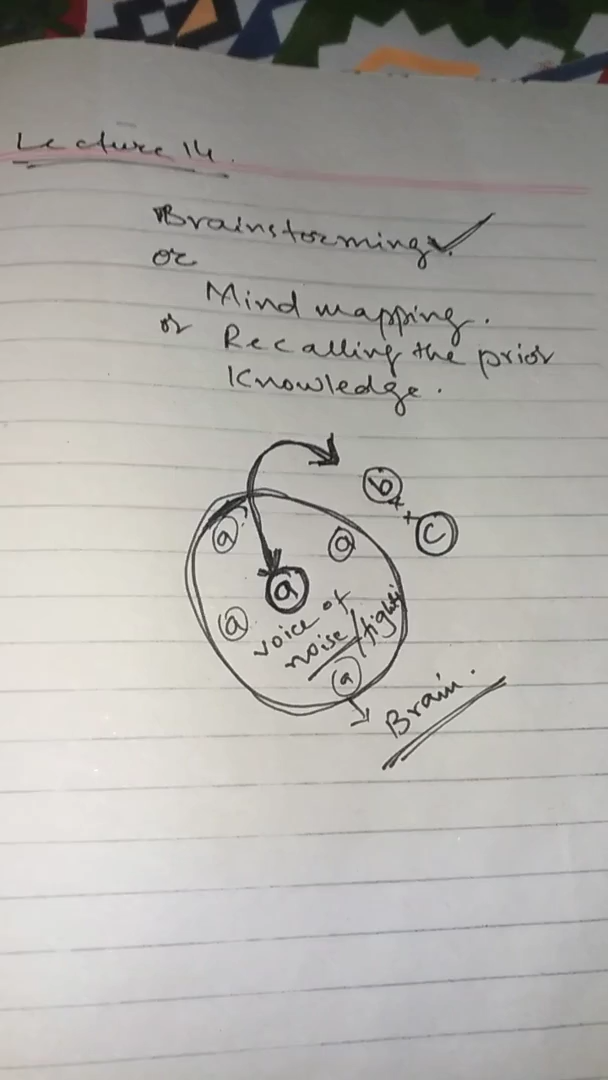 Lecture 14.
Brainstorming.
or
Mind mapping.
or Recalling the prior
Knowledge.
b
c
a
a
a
a
voice of
noise/
a
Brain.